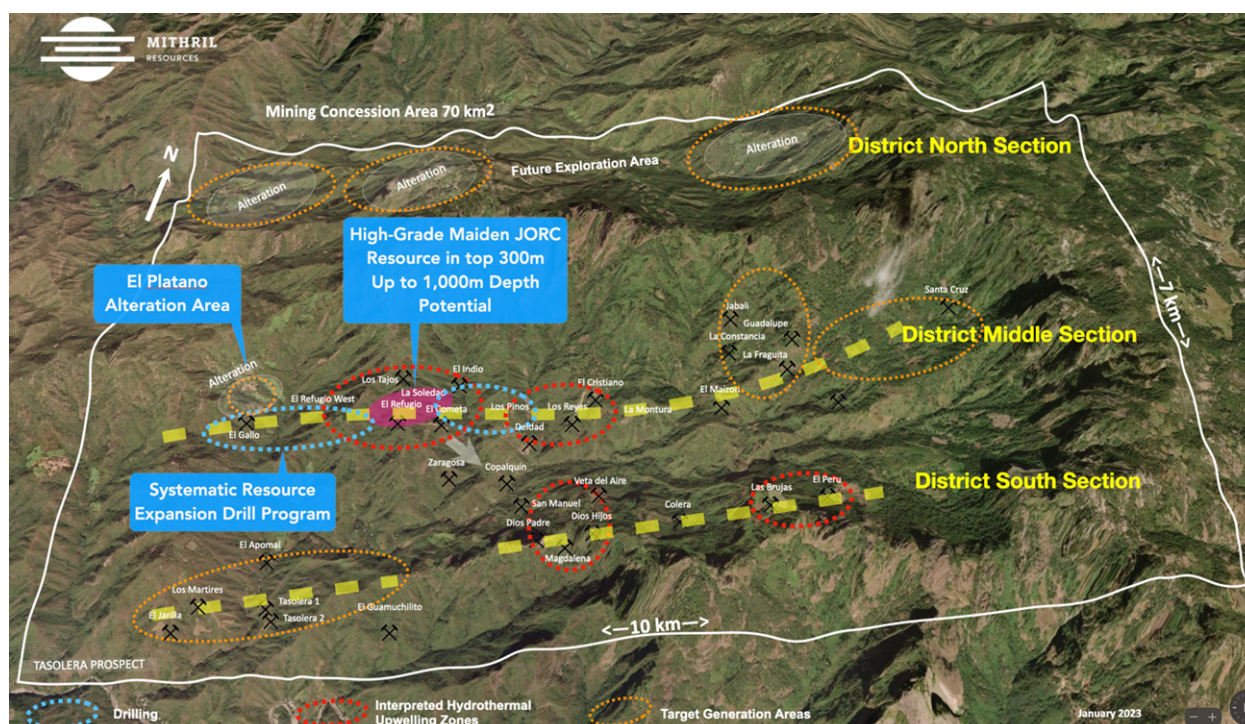 MITHRIL
RESOURCES
Mining Concession Area 70 km2
N
Alteration
Alteration
Future Exploration Area
Alteration
District North Section
High-Grade Maiden JORC
Resource in top 300m
Up to 1,000m Depth
Potential
El Platano
Alteration Area
<—7 km—>
Santa Cruz
Jabali
Guadalupe
La Constancia
La Fraguita
District Middle Section
Alteration
Los Tajos
El Indio
La Soledad
El Refugio West
El Refugio
El Cometa
Los Pinos
El Cristiano
Los Reyes
La Montura
El Maizon
El Gallo
Deldad
Zaragosa
Copalquin
Systematic Resource
Expansion Drill Program
District South Section
Veta del Aire
San Manuel
Dios Padre
Dios Hijos
Magdalena
Colera
Las Brujas
El Peru
El Apomal
Los Martires
El Jarilla
Tasolera 1
Tasolera 2
El Guamuchilito
<—10 km—>
TASOLERA PROSPECT
Drilling
Interpreted Hydrothermal
Upwelling Zones
Target Generation Areas
January 2023